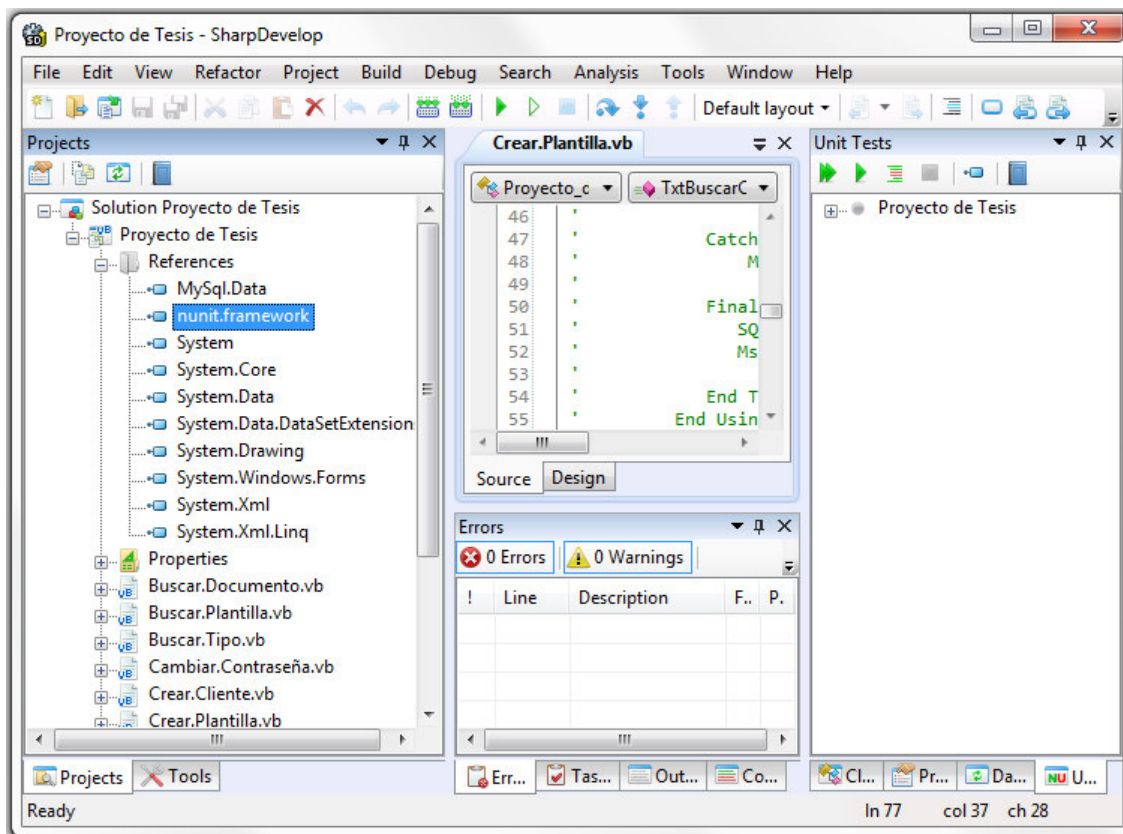 Proyecto de Tesis - SharpDevelop
File Edit View Refactor Project Build Debug Search Analysis Tools Window Help
Default layout
Projects
Solution Proyecto de Tesis
Proyecto de Tesis
References
MySql.Data
nunit.framework
System
System.Core
System.Data
System.Data.DataSetExtension
System.Drawing
System.Windows.Forms
System.Xml
System.Xml.Linq
Properties
Buscar.Documento.vb
Buscar.Plantilla.vb
Buscar.Tipo.vb
Cambiar.Contraseña.vb
Crear.Cliente.vb
Crear.Plantilla.vb
Projects Tools
Crear.Plantilla.vb
Proyecto_c TxtBuscarC
46 '
47 ' Catch
48 ' M
49 '
50 ' Final
51 ' SQ
52 ' Ms
53 '
54 ' End T
55 ' End Usin
Source Design
Errors
0 Errors 0 Warnings
! Line Description F.. P.
Err... Tas... Out... Co...
Unit Tests
Proyecto de Tesis
Cl... Pr... Da... NU U...
Ready ln 77 col 37 ch 28